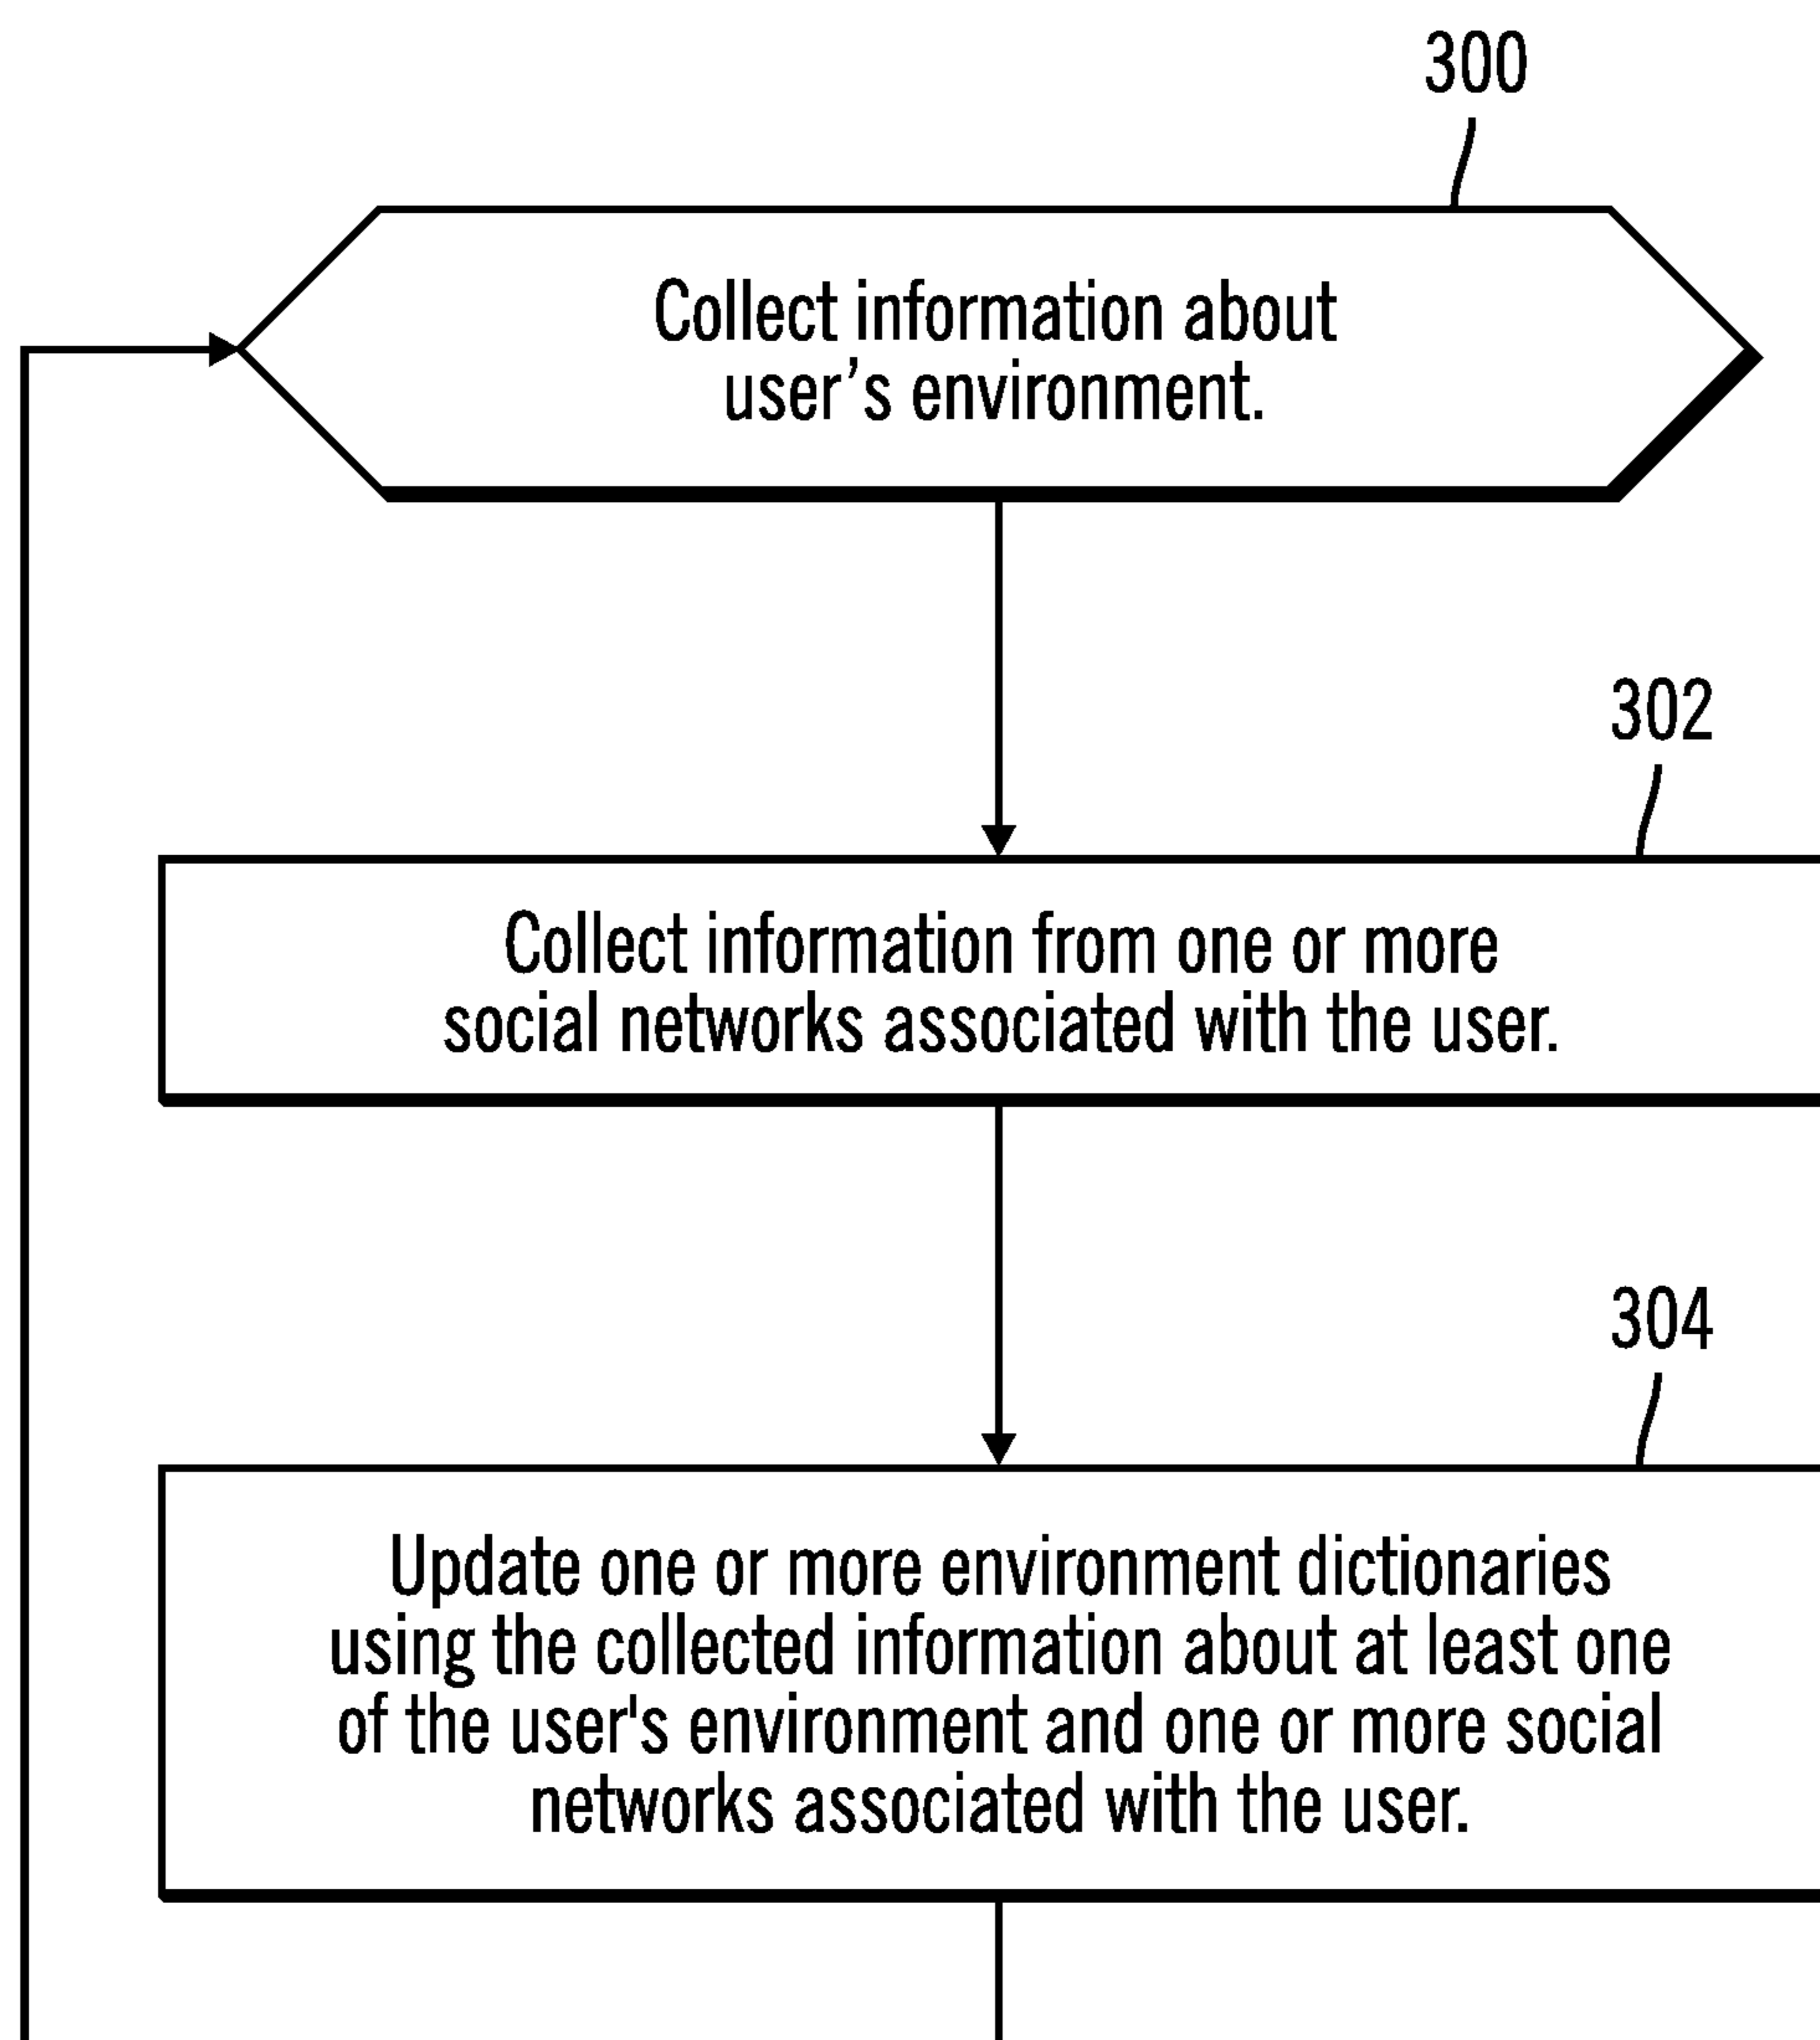 300
Collect information about
user’s environment.
302
Collect information from one or more
social networks associated with the user.
304
Update one or more environment dictionaries
using the collected information about at least one
of the user's environment and one or more social
networks associated with the user.